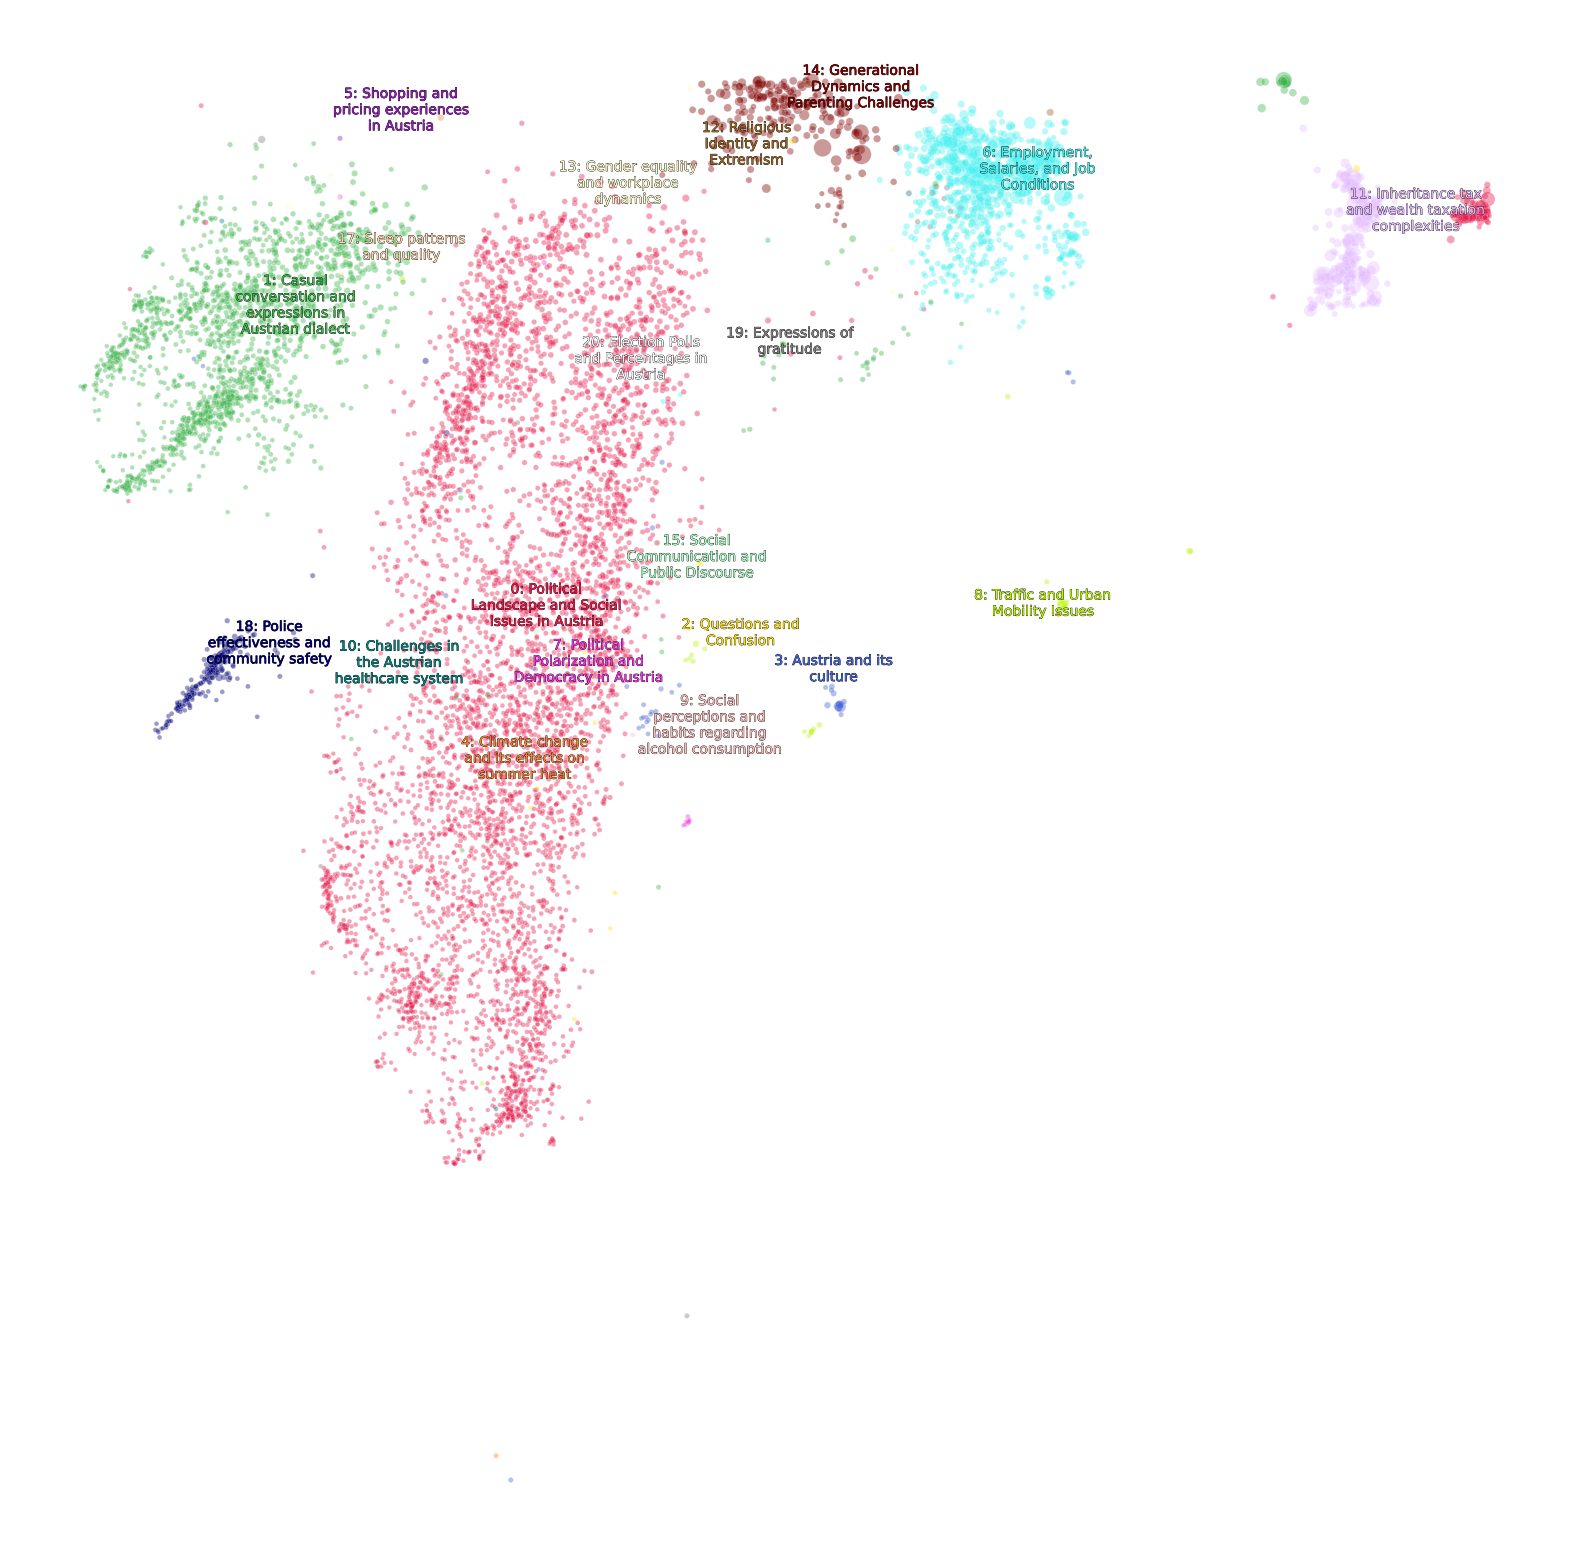 14: Generational
Dynamics and
Parenting Challenges
5: Shopping and
pricing experiences
in Austria
12: Religious
Identity and
Extremism
6: Employment,
Salaries, and Job
Conditions
13: Gender equality
and workplace
dynamics
11: Inheritance tax
and wealth taxation
complexities
17: Sleep patterns
and quality
1: Casual
conversation and
expressions in
Austrian dialect
19: Expressions of
gratitude
20: Election Polls
and Percentages in
Austria
15: Social
Communication and
Public Discourse
0: Political
Landscape and Social
Issues in Austria
8: Traffic and Urban
Mobility Issues
18: Police
effectiveness and
community safety
2: Questions and
Confusion
10: Challenges in
the Austrian
healthcare system
7: Political
Polarization and
Democracy in Austria
3: Austria and its
culture
9: Social
perceptions and
habits regarding
alcohol consumption
4: Climate change
and its effects on
summer heat